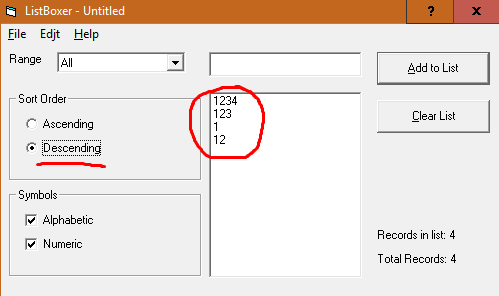 ListBoxer - Untitled
?
X
File Edjt Help
Range
All
Add to List
Sort Order
Ascending
Descending
1234
123
1
12
Clear List
Symbols
Alphabetic
Numeric
Records in list: 4
Total Records: 4